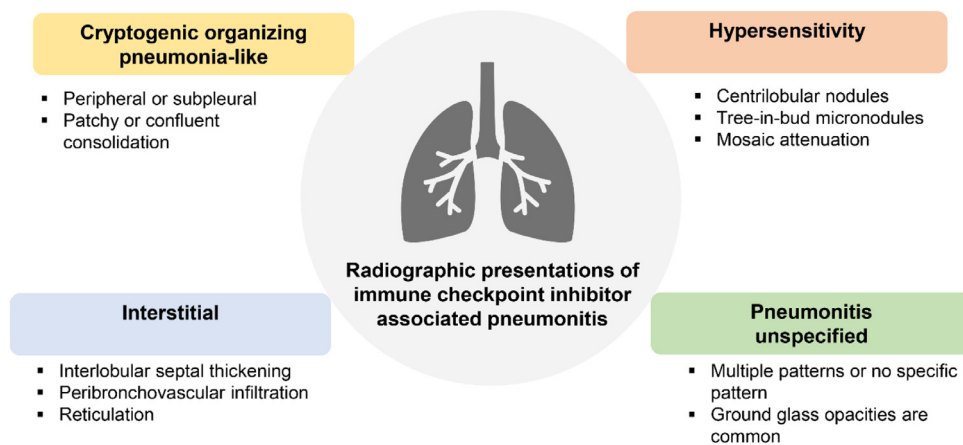 Cryptogenic organizing
pneumonia-like
▪ Peripheral or subpleural
▪ Patchy or confluent
consolidation
Hypersensitivity
▪ Centrilobular nodules
▪ Tree-in-bud micronodules
▪ Mosaic attenuation
Radiographic presentations of
immune checkpoint inhibitor
associated pneumonitis
Interstitial
▪ Interlobular septal thickening
▪ Peribronchovascular infiltration
▪ Reticulation
Pneumonitis
unspecified
▪ Multiple patterns or no specific
pattern
▪ Ground glass opacities are
common